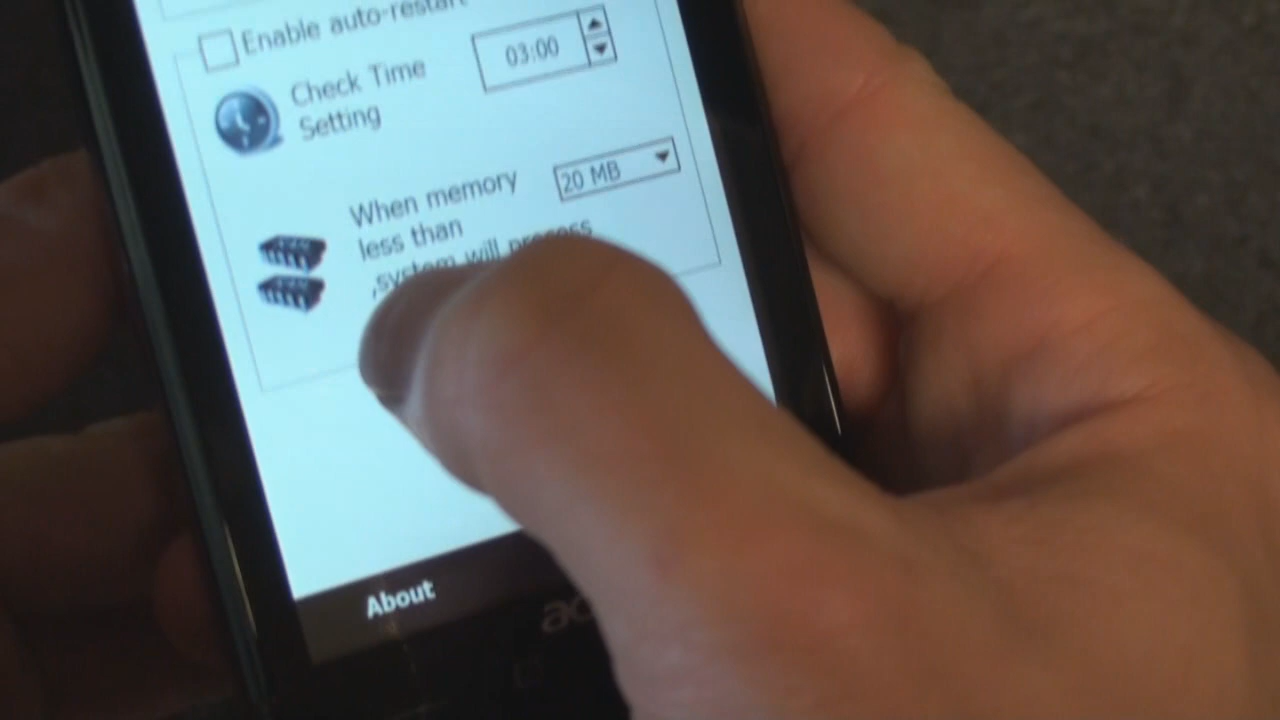 Enable auto-restart
Check Time
Setting
03:00
When memory
less than
20 MB
,system will process
About